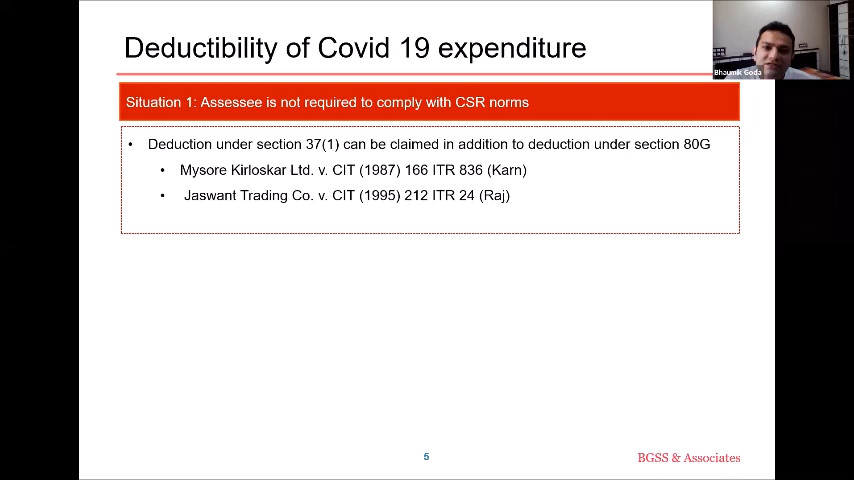 Deductibility of Covid 19 expenditure
Bhaumik Goda
Situation 1: Assessee is not required to comply with CSR norms
• Deduction under section 37(1) can be claimed in addition to deduction under section 80G
• Mysore Kirloskar Ltd. v. CIT (1987) 166 ITR 836 (Karn)
• Jaswant Trading Co. v. CIT (1995) 212 ITR 24 (Raj)
5
BGSS & Associates